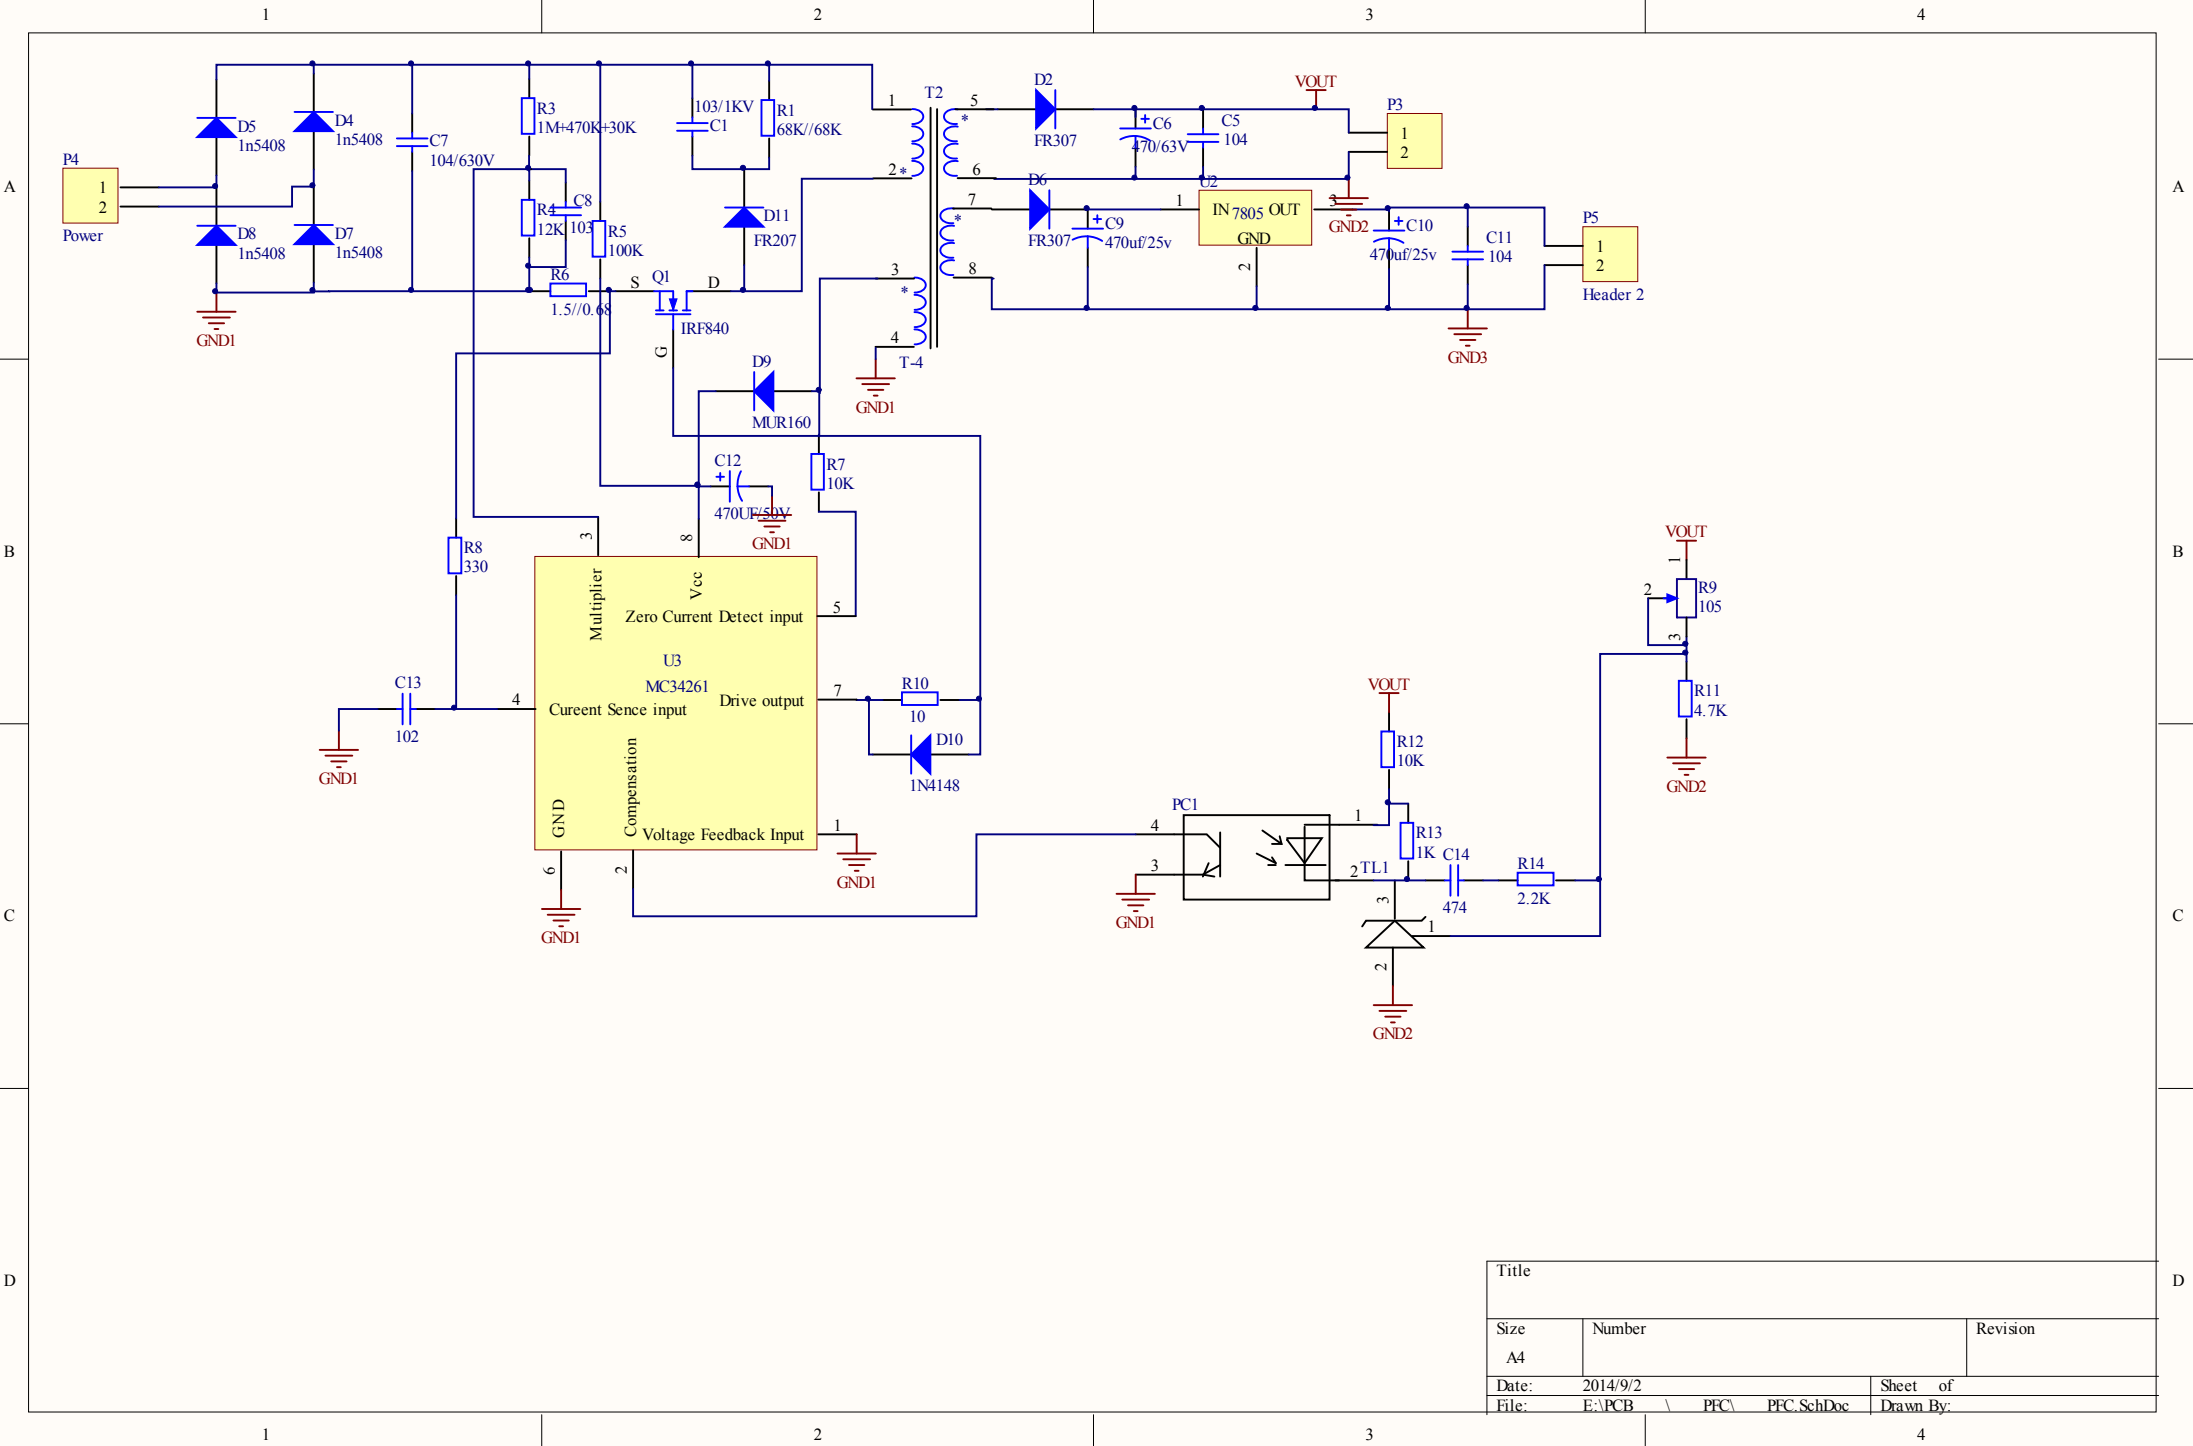 1
2
3
4
A
B
C
D
P4
1
2
Power
D5
1n5408
D4
1n5408
D8
1n5408
D7
1n5408
GND1
C7
104/630V
R3
1M+470K+30K
R4
12K
C8
103
R5
100K
R6
1.5//0.68
103/1KV
C1
R1
68K//68K
D11
FR207
S
Q1
D
IRF840
G
T2
1
2
*
3
*
4
T-4
GND1
5
*
6
7
*
8
D2
FR307
C6
470/63V
C5
104
VOUT
P3
1
2
GND2
D6
FR307
C9
470uf/25v
U2
1
IN 7805 OUT
GND
2
3
C10
470uf/25v
C11
104
P5
1
2
Header 2
GND3
D9
MUR160
C12
470UF/50V
GND1
R7
10K
R8
330
C13
102
GND1
3
8
Multiplier
Vcc
Zero Current Detect input
5
U3
MC34261
Drive output
7
4
Cureent Sence input
GND
Compensation
Voltage Feedback Input
1
6
2
GND1
GND1
R10
10
D10
1N4148
PC1
4
3
1
2
GND1
VOUT
R12
10K
R13
1K
TL1
3
1
2
GND2
C14
474
R14
2.2K
VOUT
1
2
R9
105
3
R11
4.7K
GND2
Title
Size
A4
Number
Revision
Date:
2014/9/2
Sheet of
File:
E:\PCB \ PFC\ PFC.SchDoc
Drawn By:
1
2
3
4
A
B
C
D